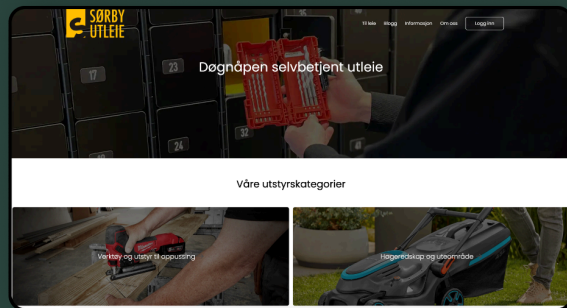 SØRBY
UTLEIE
Til leie Blogg Informasjon Om oss Logg inn
Døgnåpen selvbetjent utleie
17
23
24
32
Våre utstyrskategorier
Verktøy og utstyr til oppussing
Hageredskap og uteområde